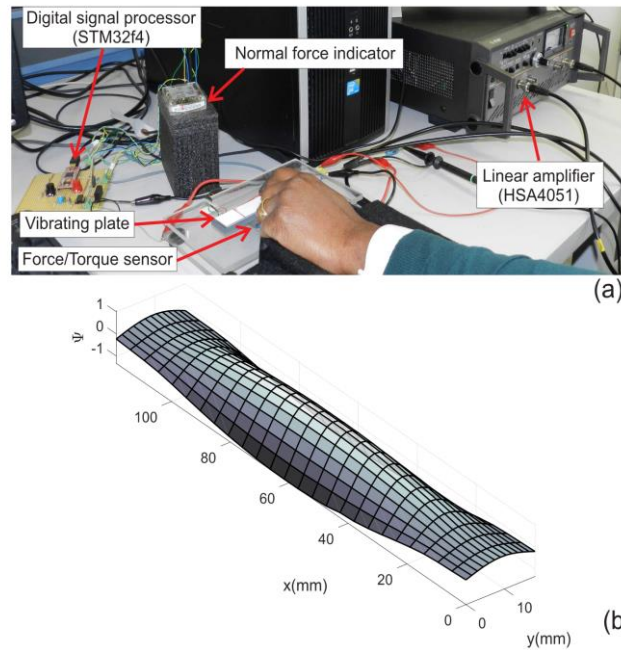 Digital signal processor
(STM32f4)
Normal force indicator
Linear amplifier
(HSA4051)
Vibrating plate
Force/Torque sensor
(a)
1
0
-1
Ψ
100
80
60
40
20
0
x(mm)
0
10
y(mm)
(b